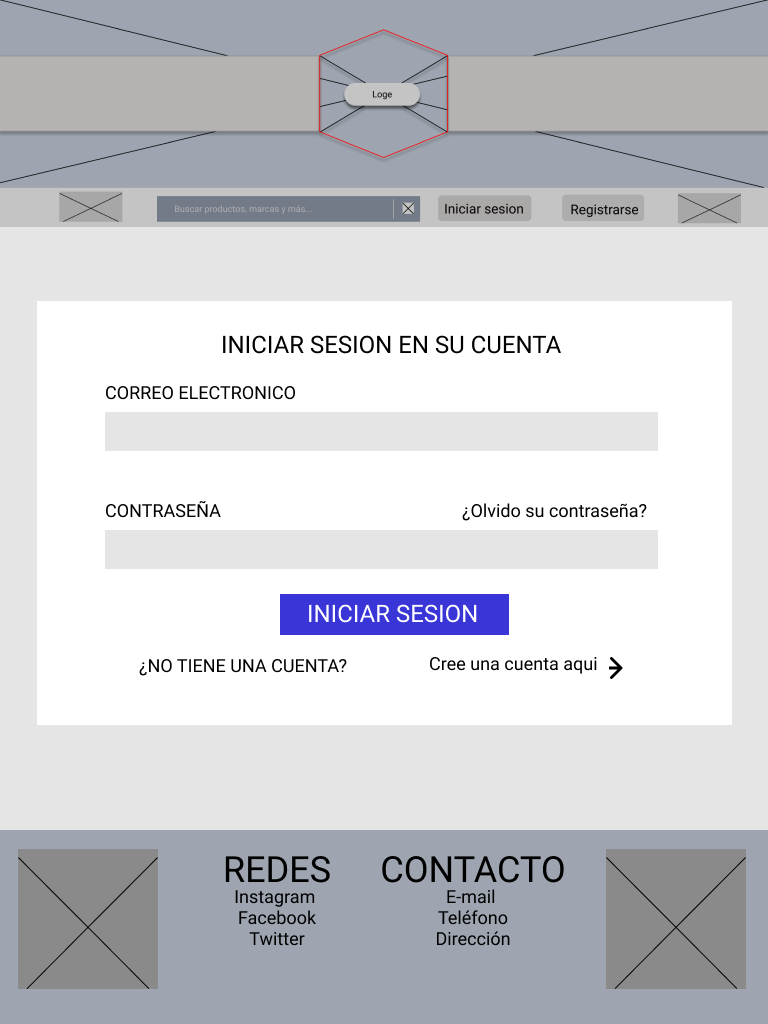 Loge
Buscar productos, marcas y más...
Iniciar sesion
Registrarse
INICIAR SESION EN SU CUENTA
CORREO ELECTRONICO
CONTRASEÑA
¿Olvido su contraseña?
INICIAR SESION
¿NO TIENE UNA CUENTA?
Cree una cuenta aqui
REDES
Instagram
Facebook
Twitter
CONTACTO
E-mail
Teléfono
Dirección